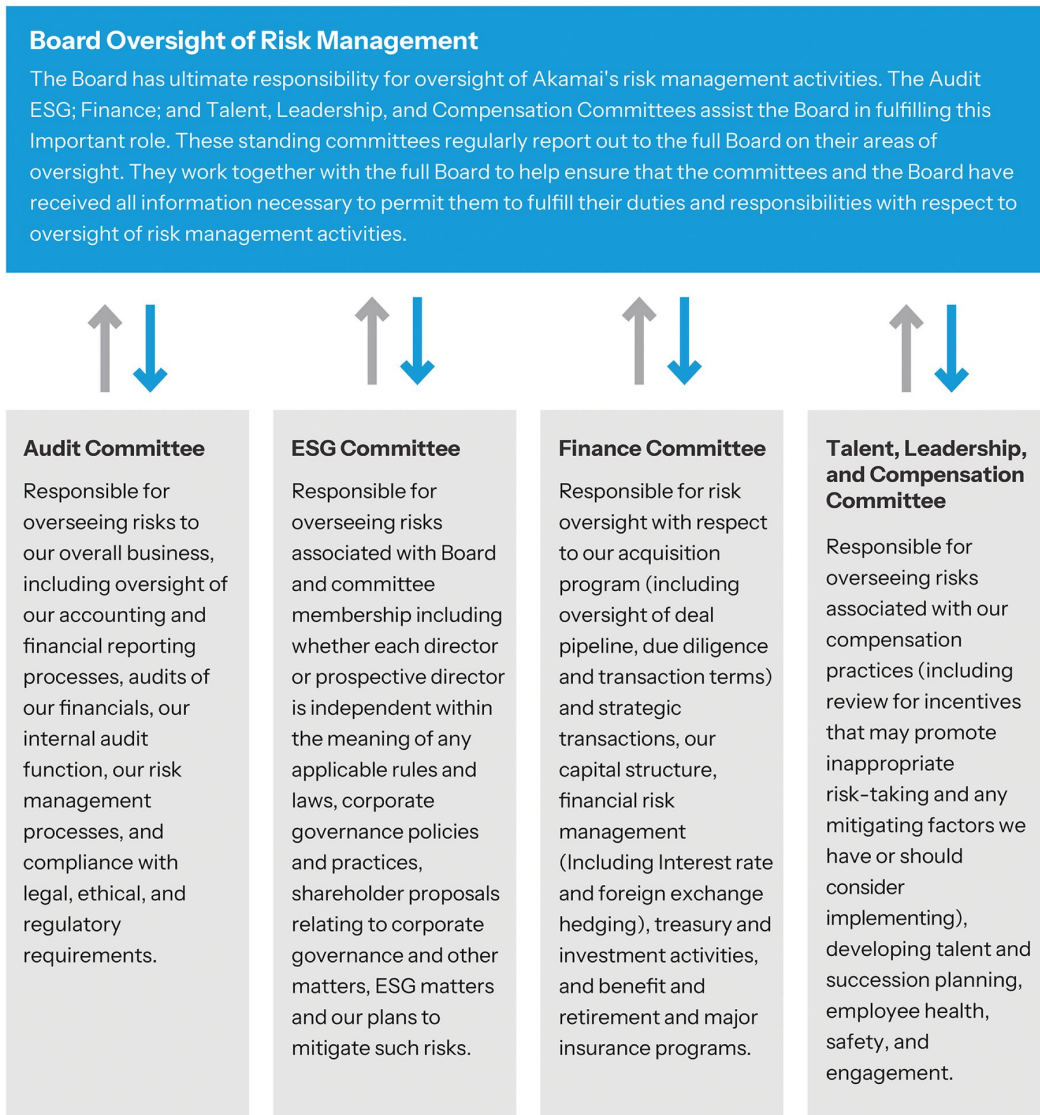 Board Oversight of Risk Management
The Board has ultimate responsibility for oversight of Akamai's risk management activities. The Audit
ESG; Finance; and Talent, Leadership, and Compensation Committees assist the Board in fulfilling this
Important role. These standing committees regularly report out to the full Board on their areas of
oversight. They work together with the full Board to help ensure that the committees and the Board have
received all information necessary to permit them to fulfill their duties and responsibilities with respect to
oversight of risk management activities.
Audit Committee
Responsible for
overseeing risks to
our overall business,
including oversight of
our accounting and
financial reporting
processes, audits of
our financials, our
internal audit
function, our risk
management
processes, and
compliance with
legal, ethical, and
regulatory
requirements.
ESG Committee
Responsible for
overseeing risks
associated with Board
and committee
membership including
whether each director
or prospective director
is independent within
the meaning of any
applicable rules and
laws, corporate
governance policies
and practices,
shareholder proposals
relating to corporate
governance and other
matters, ESG matters
and our plans to
mitigate such risks.
Finance Committee
Responsible for risk
oversight with respect
to our acquisition
program (including
oversight of deal
pipeline, due diligence
and transaction terms)
and strategic
transactions, our
capital structure,
financial risk
management
(Including Interest rate
and foreign exchange
hedging), treasury and
investment activities,
and benefit and
retirement and major
insurance programs.
Talent, Leadership,
and Compensation
Committee
Responsible for
overseeing risks
associated with our
compensation
practices (including
review for incentives
that may promote
inappropriate
risk-taking and any
mitigating factors we
have or should
consider
implementing),
developing talent and
succession planning,
employee health,
safety, and
engagement.